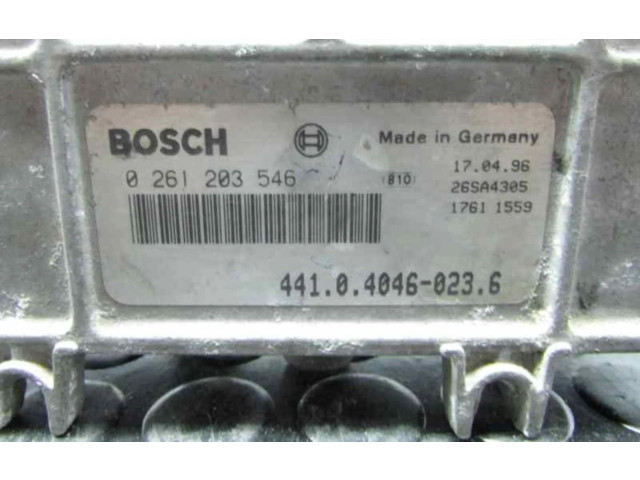 BOSCH Made in Germany
0 261 203 546 (810) 17.04.96
26SA4305
1761 1559
441.0.4046-023.6